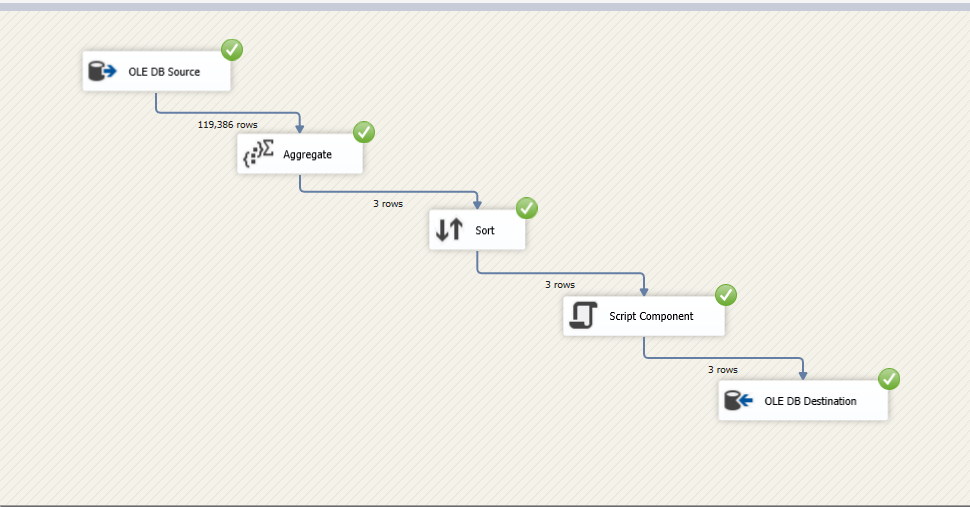 OLE DB Source
119,386 rows
Aggregate
3 rows
Sort
3 rows
Script Component
3 rows
OLE DB Destination